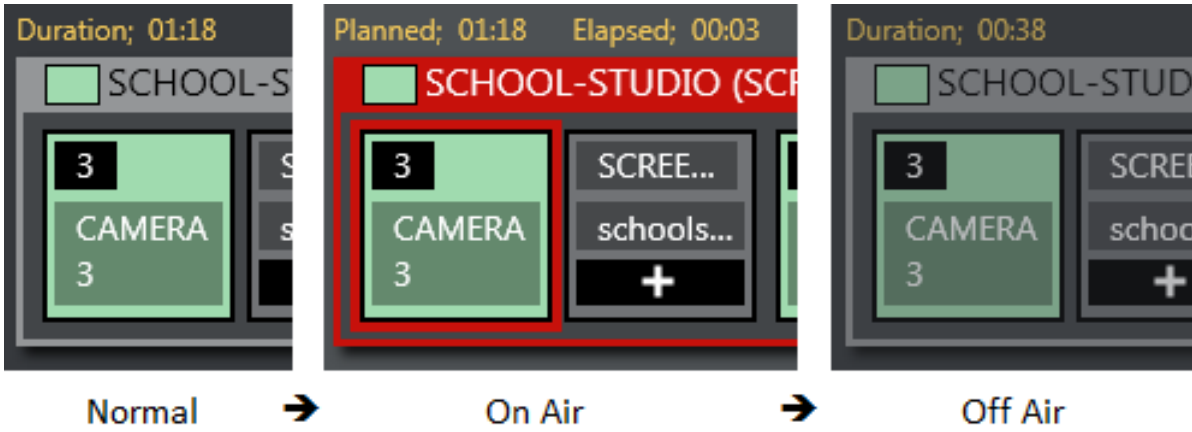 Duration; 01:18
SCHOOL-S
3
S
CAMERA
3
s
Planned; 01:18 Elapsed; 00:03
SCHOOL-STUDIO (SCR
3
SCREE...
CAMERA
3
schools...
+
Duration; 00:38
SCHOOL-STUD
3
SCREE
CAMERA
3
schoo
+
Normal → On Air → Off Air